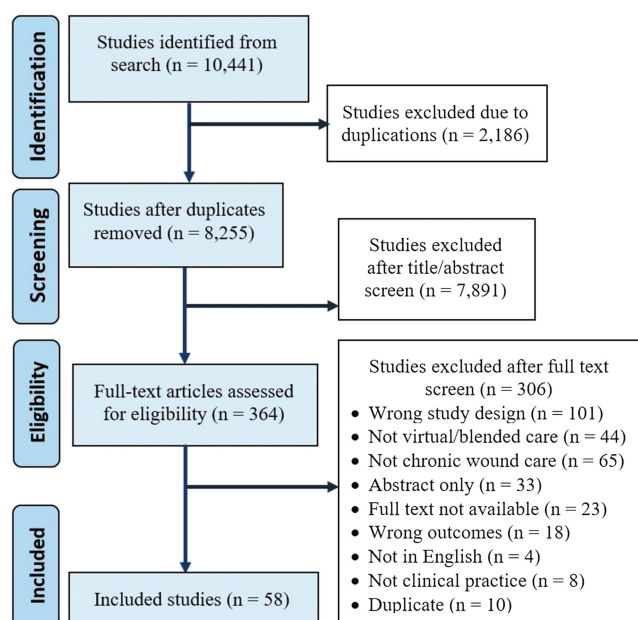 Identification
Studies identified from
search (n = 10,441)
Studies excluded due to
duplications (n = 2,186)
Screening
Studies after duplicates
removed (n = 8,255)
Studies excluded
after title/abstract
screen (n = 7,891)
Eligibility
Full-text articles assessed
for eligibility (n = 364)
Studies excluded after full text
screen (n = 306)
• Wrong study design (n = 101)
• Not virtual/blended care (n = 44)
• Not chronic wound care (n = 65)
• Abstract only (n = 33)
• Full text not available (n = 23)
• Wrong outcomes (n = 18)
• Not in English (n = 4)
• Not clinical practice (n = 8)
• Duplicate (n = 10)
Included
Included studies (n = 58)